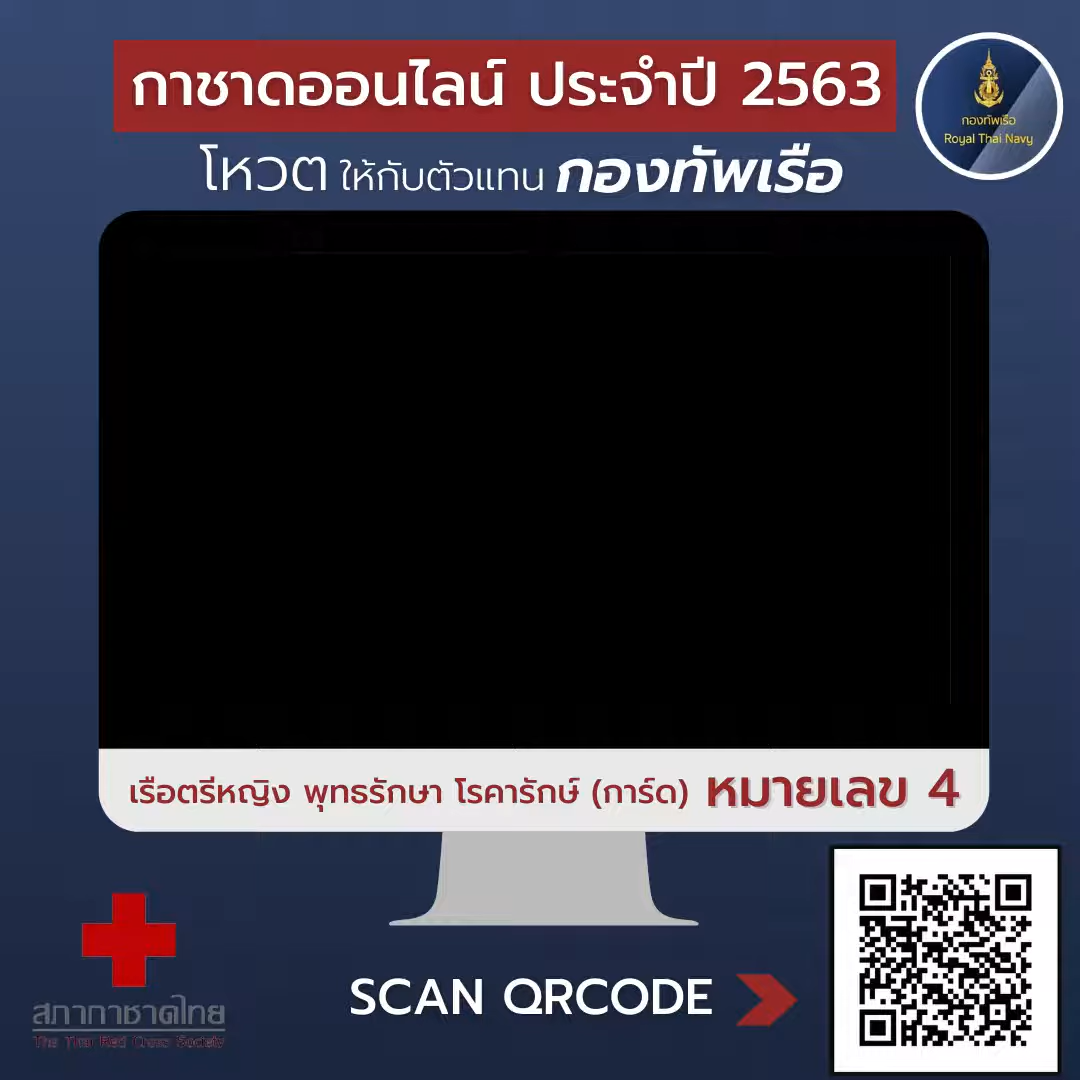 กาชาดออนไลน์ ประจำปี 2563
กองทัพเรือ
Royal Thai Navy
โหวต ให้กับตัวแทน กองทัพเรือ
เรือตรีหญิง พุทธรักษา โรคารักษ์ (การ์ด) หมายเลข 4
สภากาชาดไทย
The Thai Red Cross Society
SCAN QRCODE